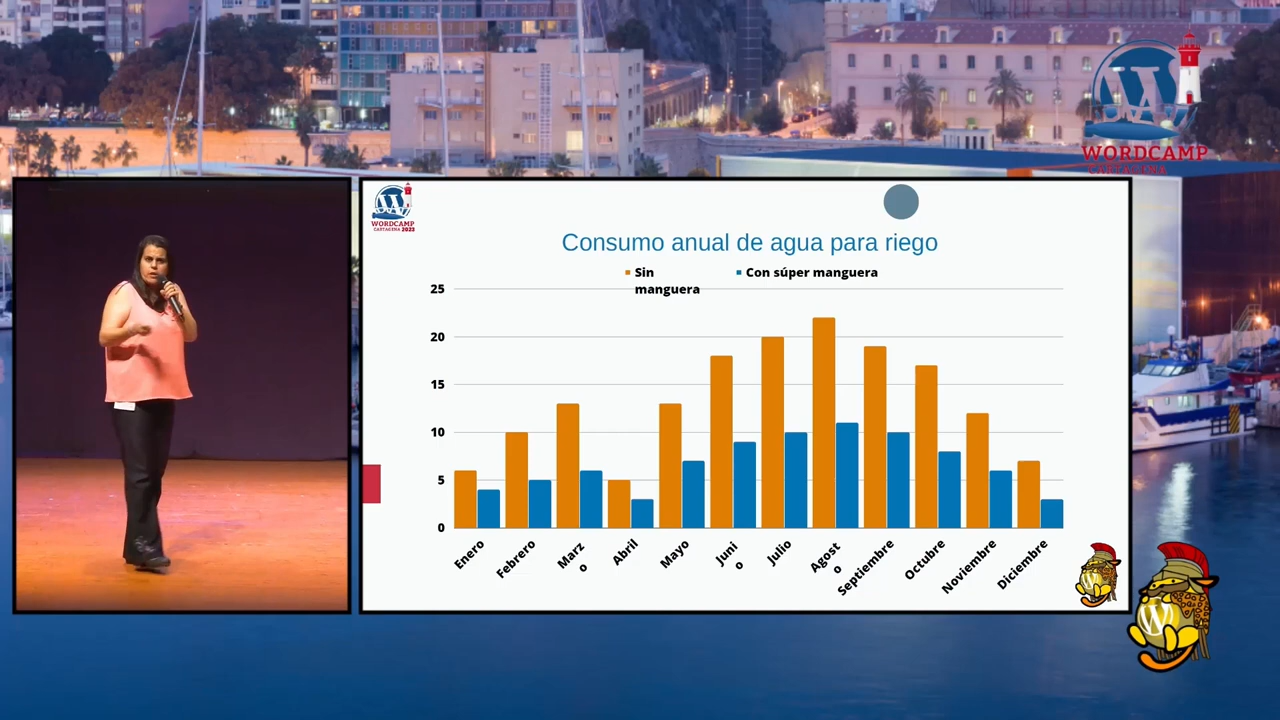 WORDCAMP
CARTAGENA
WORDCAMP
CARTAGENA 2023
Consumo anual de agua para riego
Sin
manguera
Con súper manguera
25
20
15
10
5
0
Enero
Febrero
Marz
o
Abril
Mayo
Juni
o
Julio
Agost
o
Septiembre
Octubre
Noviembre
Diciembre